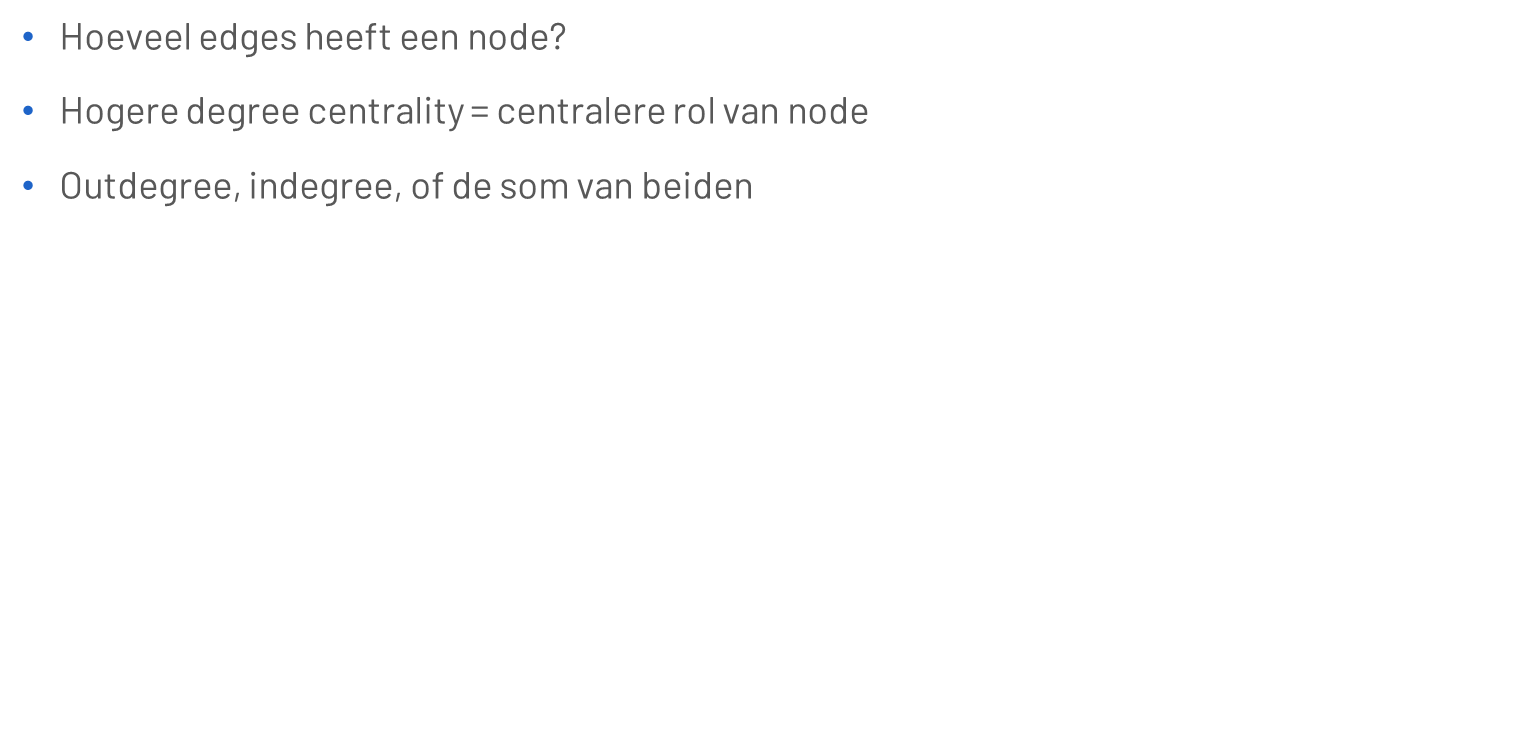 • Hoeveel edges heeft een node?
• Hogere degree centrality = centralere rol van node
• Outdegree, indegree, of de som van beiden